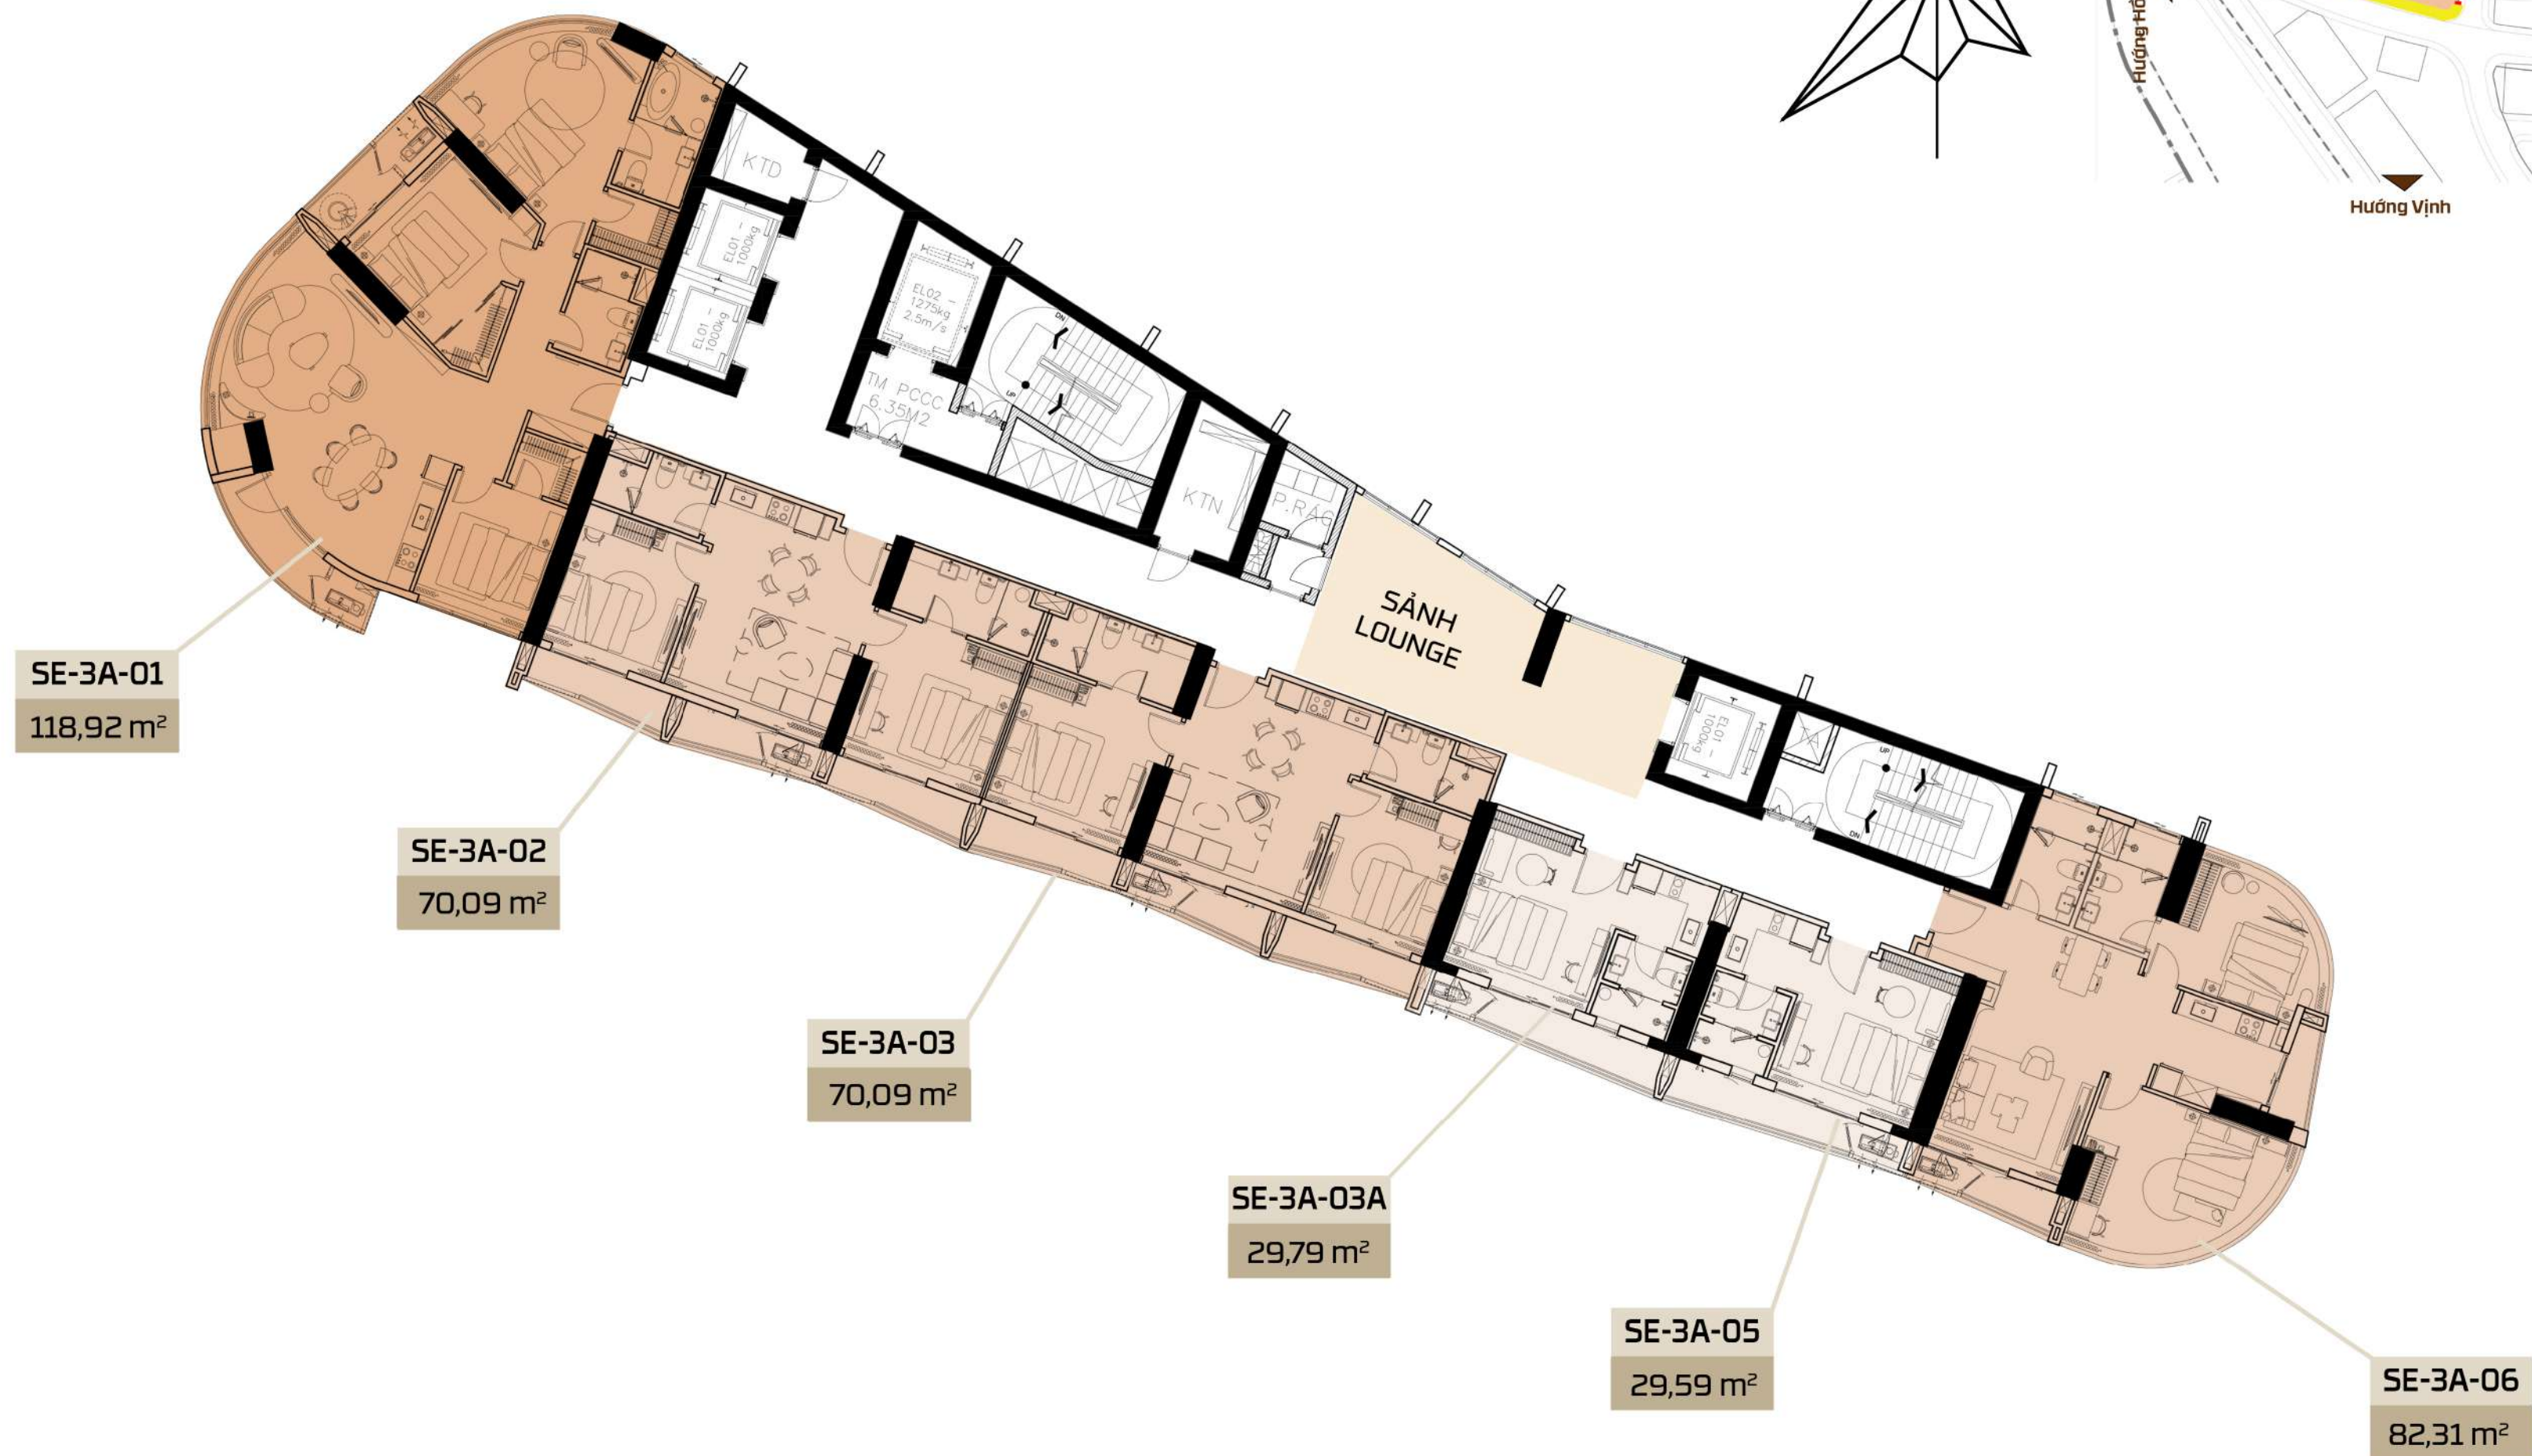 Hướng Vịnh
KTD
EL01 –
1000kg
EL01 –
1000kg
EL02 –
1275kg
2.5m/s
TM PCCC
6.35M2
DN
UP
KTN
P.RÁC
SẢNH
LOUNGE
EL01 –
1000kg
TA
UP
DN
SE-3A-01
118,92 m²
SE-3A-02
70,09 m²
SE-3A-03
70,09 m²
SE-3A-03A
29,79 m²
SE-3A-05
29,59 m²
SE-3A-06
82,31 m²